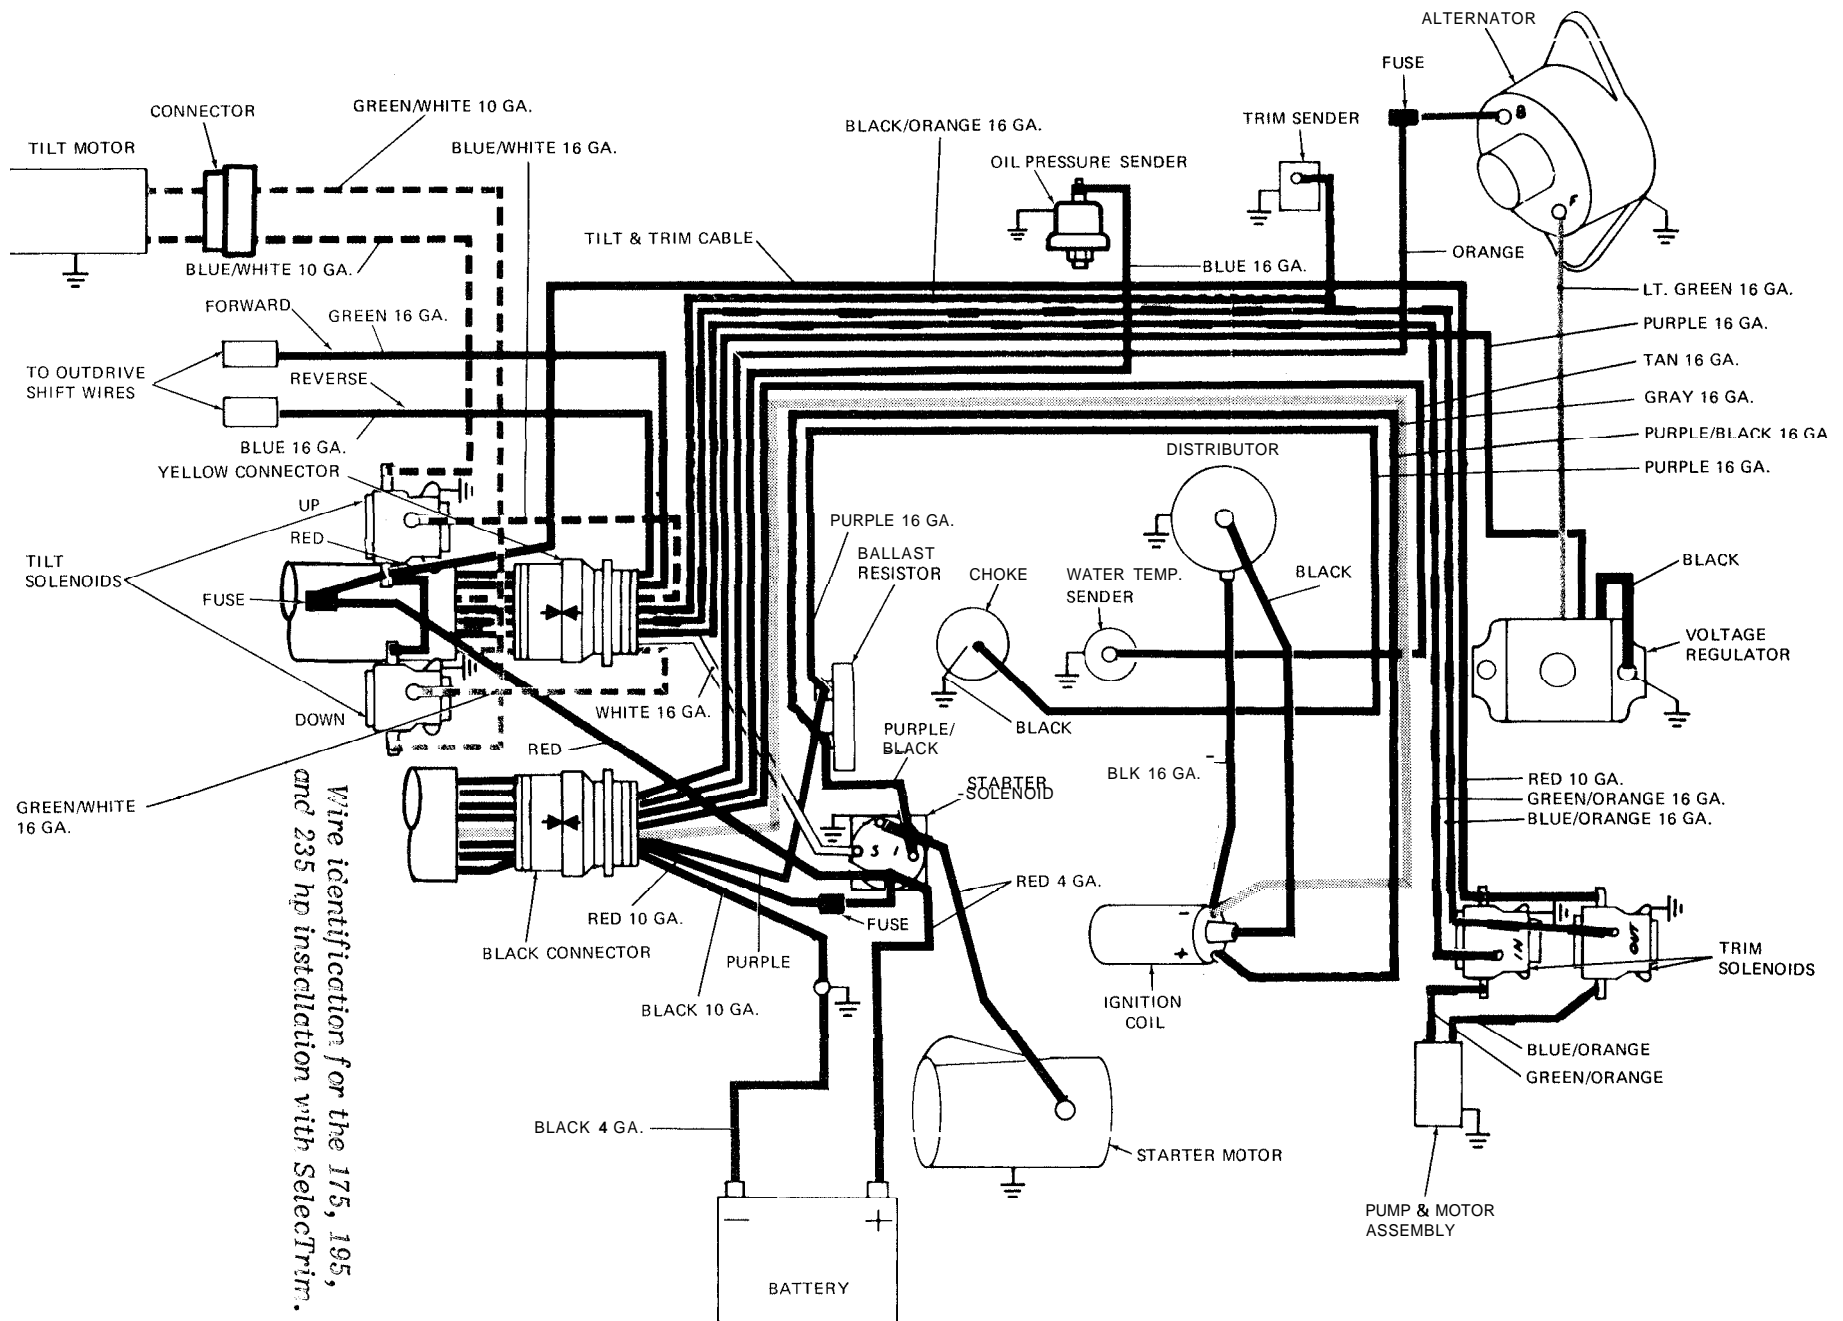 ALTERNATOR
FUSE
B
F
CONNECTOR
GREEN/WHITE 10 GA.
TILT MOTOR
BLUE/WHITE 16 GA.
BLACK/ORANGE 16 GA.
TRIM SENDER
OIL PRESSURE SENDER
TILT & TRIM CABLE
BLUE/WHITE 10 GA.
BLUE 16 GA.
ORANGE
FORWARD
GREEN 16 GA.
LT. GREEN 16 GA.
PURPLE 16 GA.
TO OUTDRIVE
SHIFT WIRES
REVERSE
TAN 16 GA.
GRAY 16 GA.
BLUE 16 GA.
PURPLE/BLACK 16 GA
YELLOW CONNECTOR
DISTRIBUTOR
PURPLE 16 GA.
UP
RED
PURPLE 16 GA.
BALLAST
RESISTOR
TILT
SOLENOIDS
CHOKE
WATER TEMP.
SENDER
BLACK
BLACK
FUSE
VOLTAGE
REGULATOR
DOWN
WHITE 16 GA.
BLACK
RED
PURPLE/
BLACK
BLK 16 GA.
STARTER
SOLENOID
S
I
GREEN/WHITE
16 GA.
RED 10 GA.
GREEN/ORANGE 16 GA.
BLUE/ORANGE 16 GA.
RED 4 GA.
RED 10 GA.
FUSE
BLACK CONNECTOR
PURPLE
BLACK 10 GA.
-
+
IGNITION
COIL
IN
OUT
TRIM
SOLENOIDS
BLUE/ORANGE
GREEN/ORANGE
BLACK 4 GA.
STARTER MOTOR
PUMP & MOTOR
ASSEMBLY
-
+
BATTERY
Wire identification for the 175, 195,
and 235 hp installation with SelecTrim.